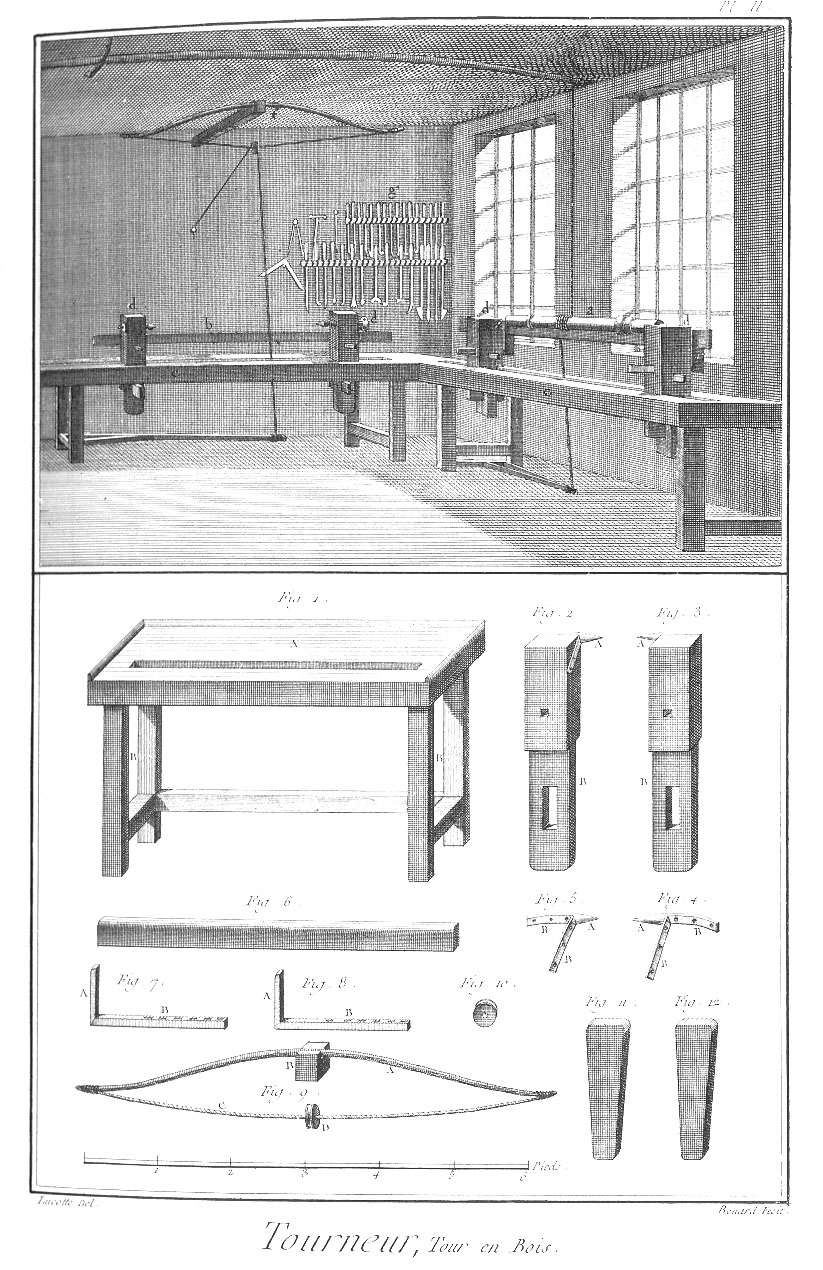 Pl. II.
f
g
d
b
d
d
a
c
c
Fig. 1.
Fig. 2
Fig. 3.
A
A
A
B
B
B
B
Fig. 6.
Fig. 5.
Fig. 4.
B
A
A
B
B
B
Fig. 7.
Fig. 8.
Fig. 10.
A
B
A
B
Fig. 11.
Fig. 12.
B
A
Fig. 9.
C
D
1 2 3 4 5 6 Pieds.
Lucotte Del.
Benard Fecit.
Tourneur, Tour en Bois.